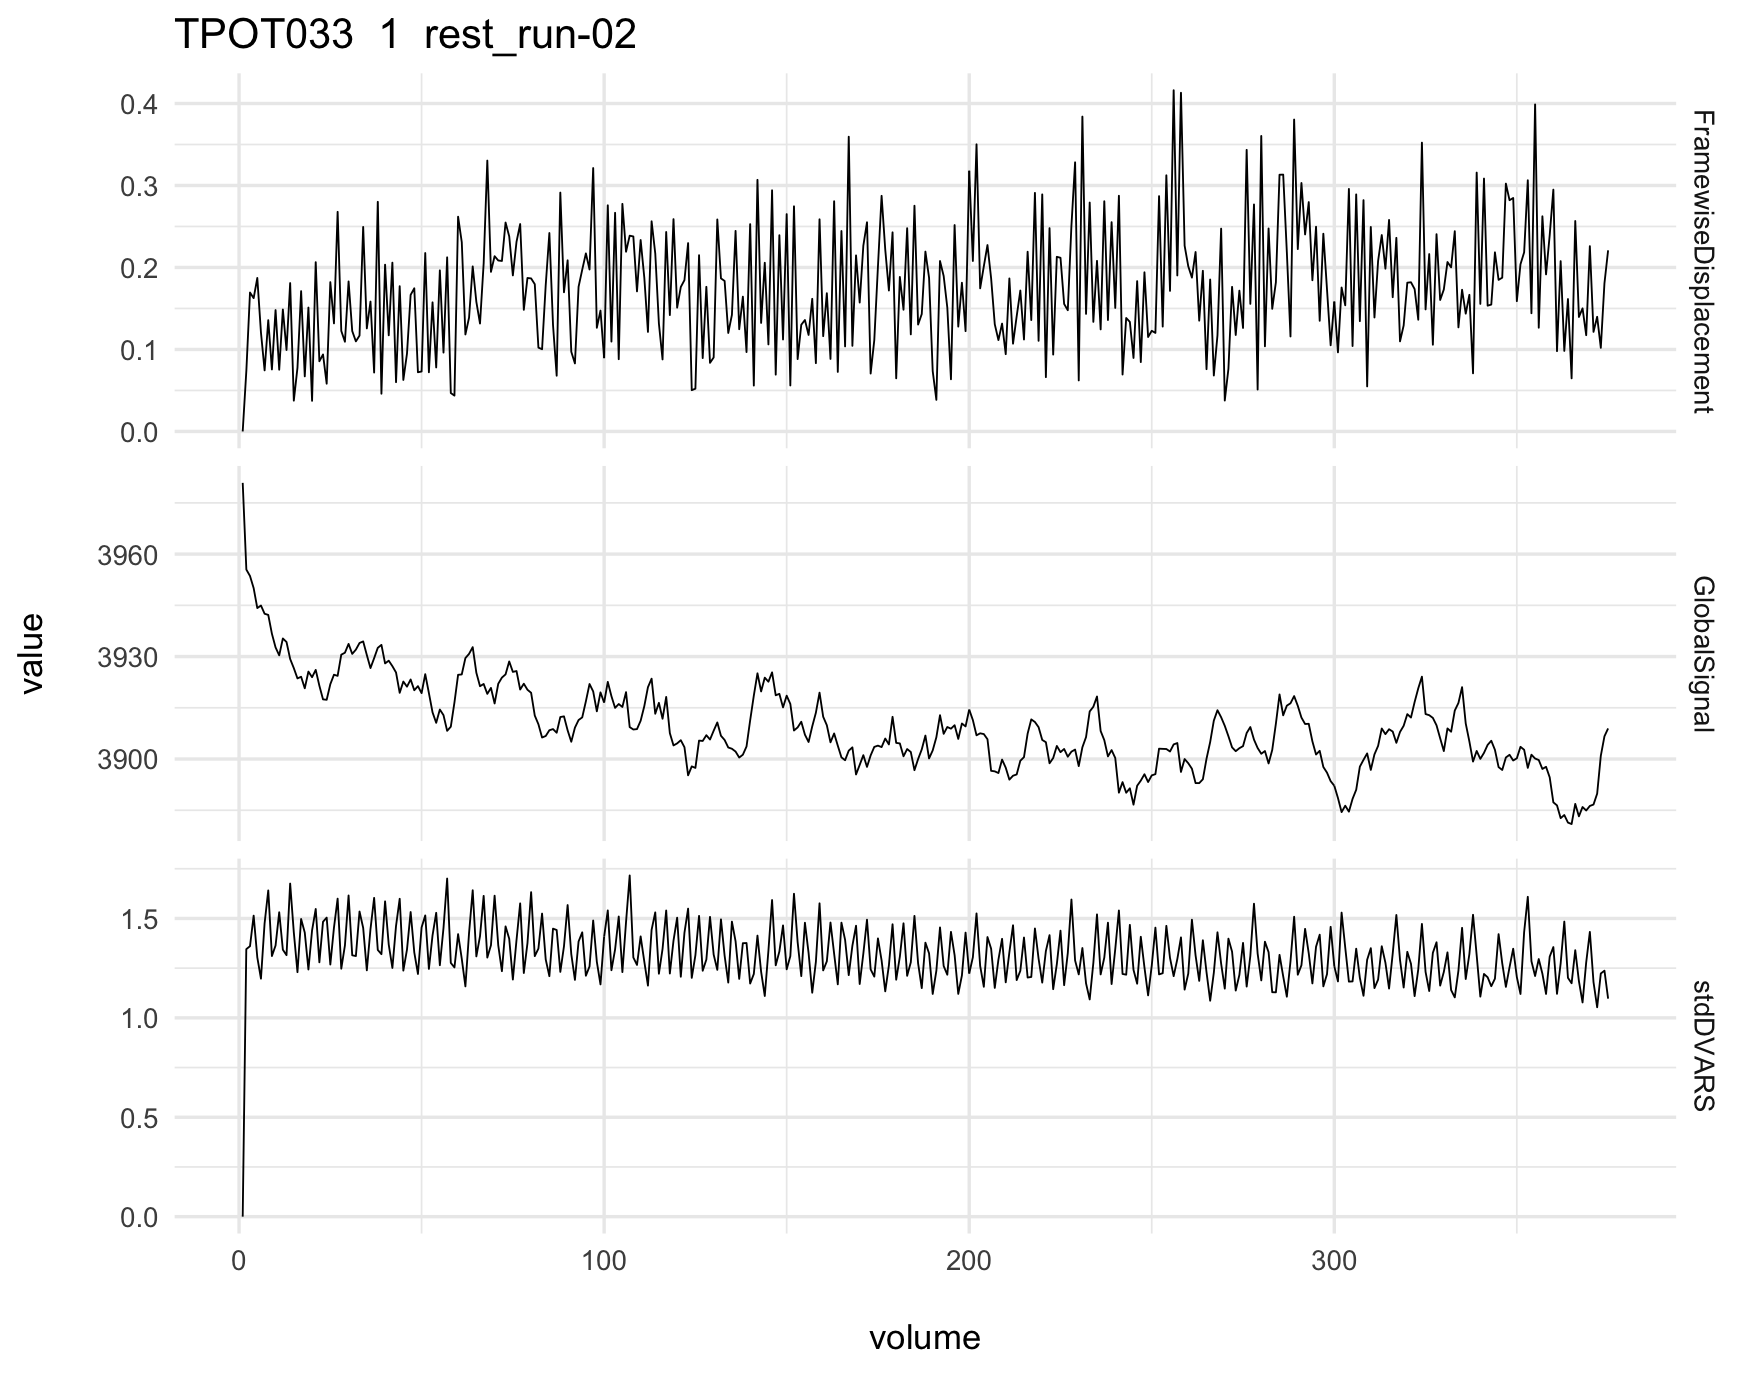 TPOT033 1 rest_run-02
0.4
0.3
0.2
0.1
0.0
FramewiseDisplacement
3960
3930
3900
GlobalSignal
value
1.5
1.0
0.5
0.0
stdDVARS
0 100 200 300
volume